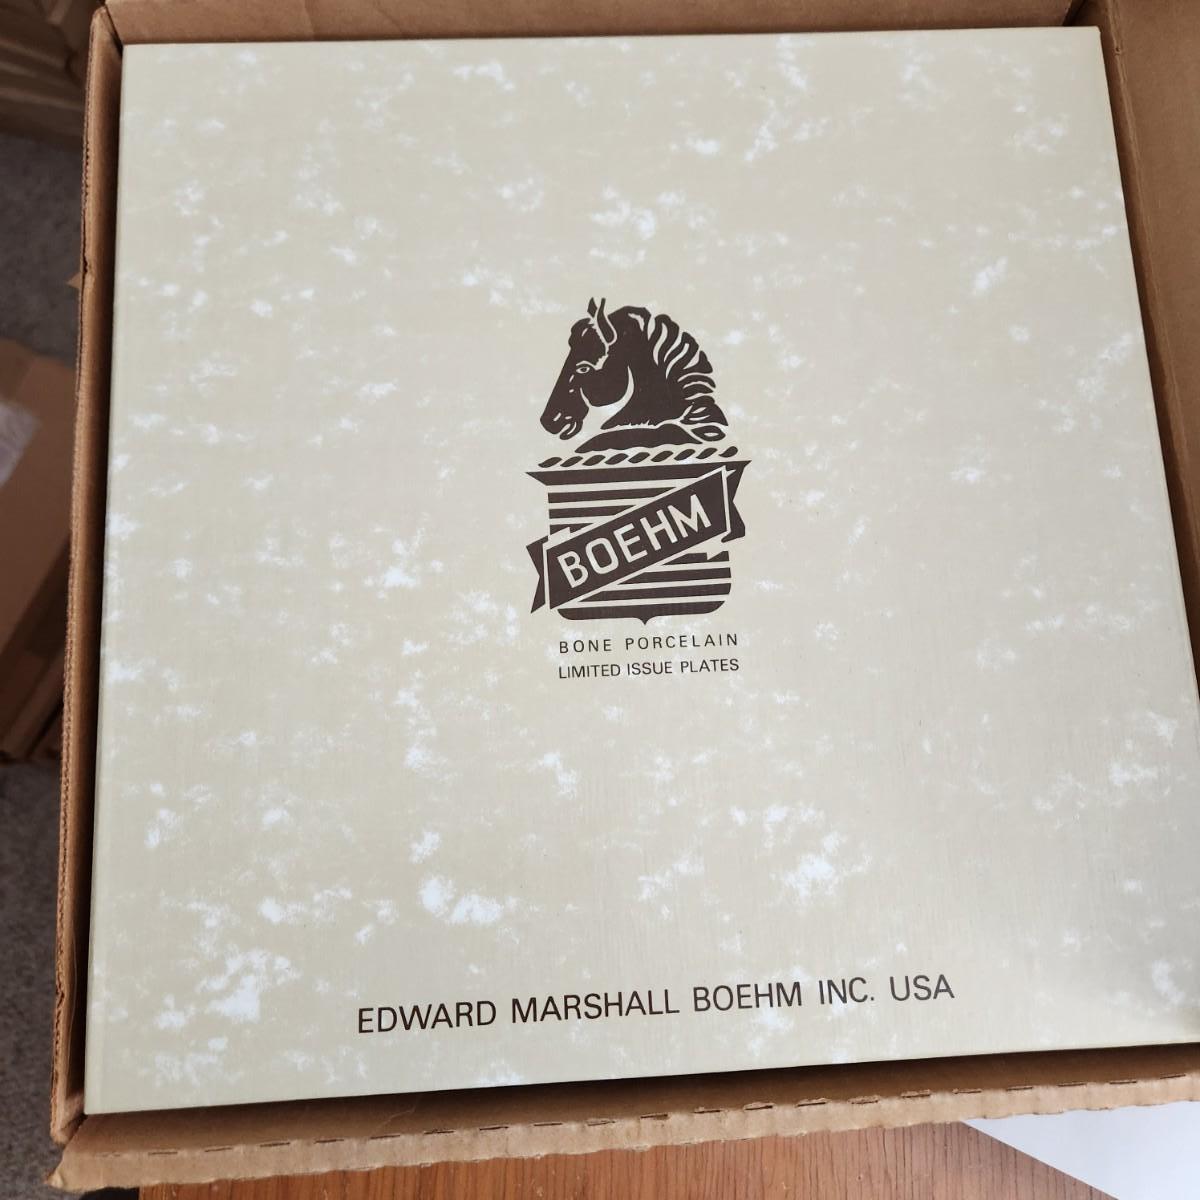 BOEHM
BONE PORCELAIN
LIMITED ISSUE PLATES
EDWARD MARSHALL BOEHM INC. USA